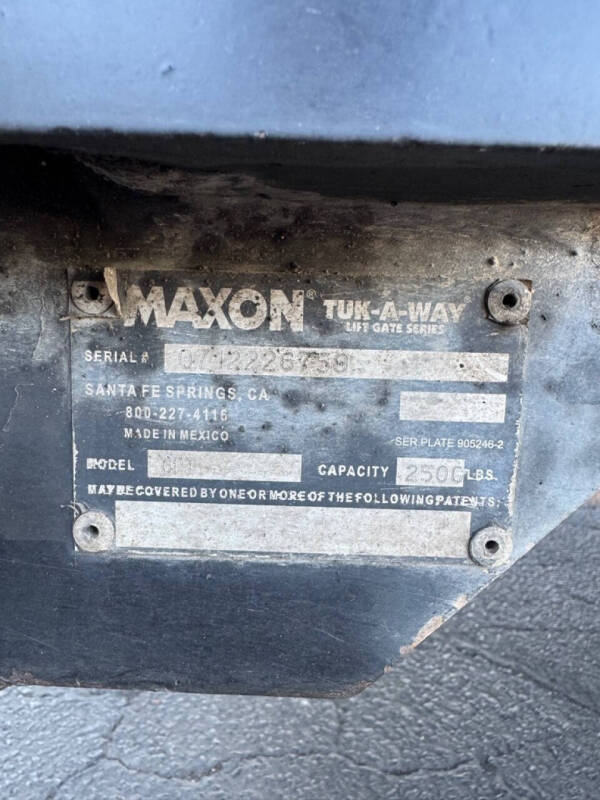 MAXON® TUK-A-WAY®
LIFT GATE SERIES
SERIAL #
SANTA FE SPRINGS, CA
800-227-4116
MADE IN MEXICO
SER PLATE 905246-2
MODEL CAPACITY 2500 LBS.
MAY BE COVERED BY ONE OR MORE OF THE FOLLOWING PATENTS: